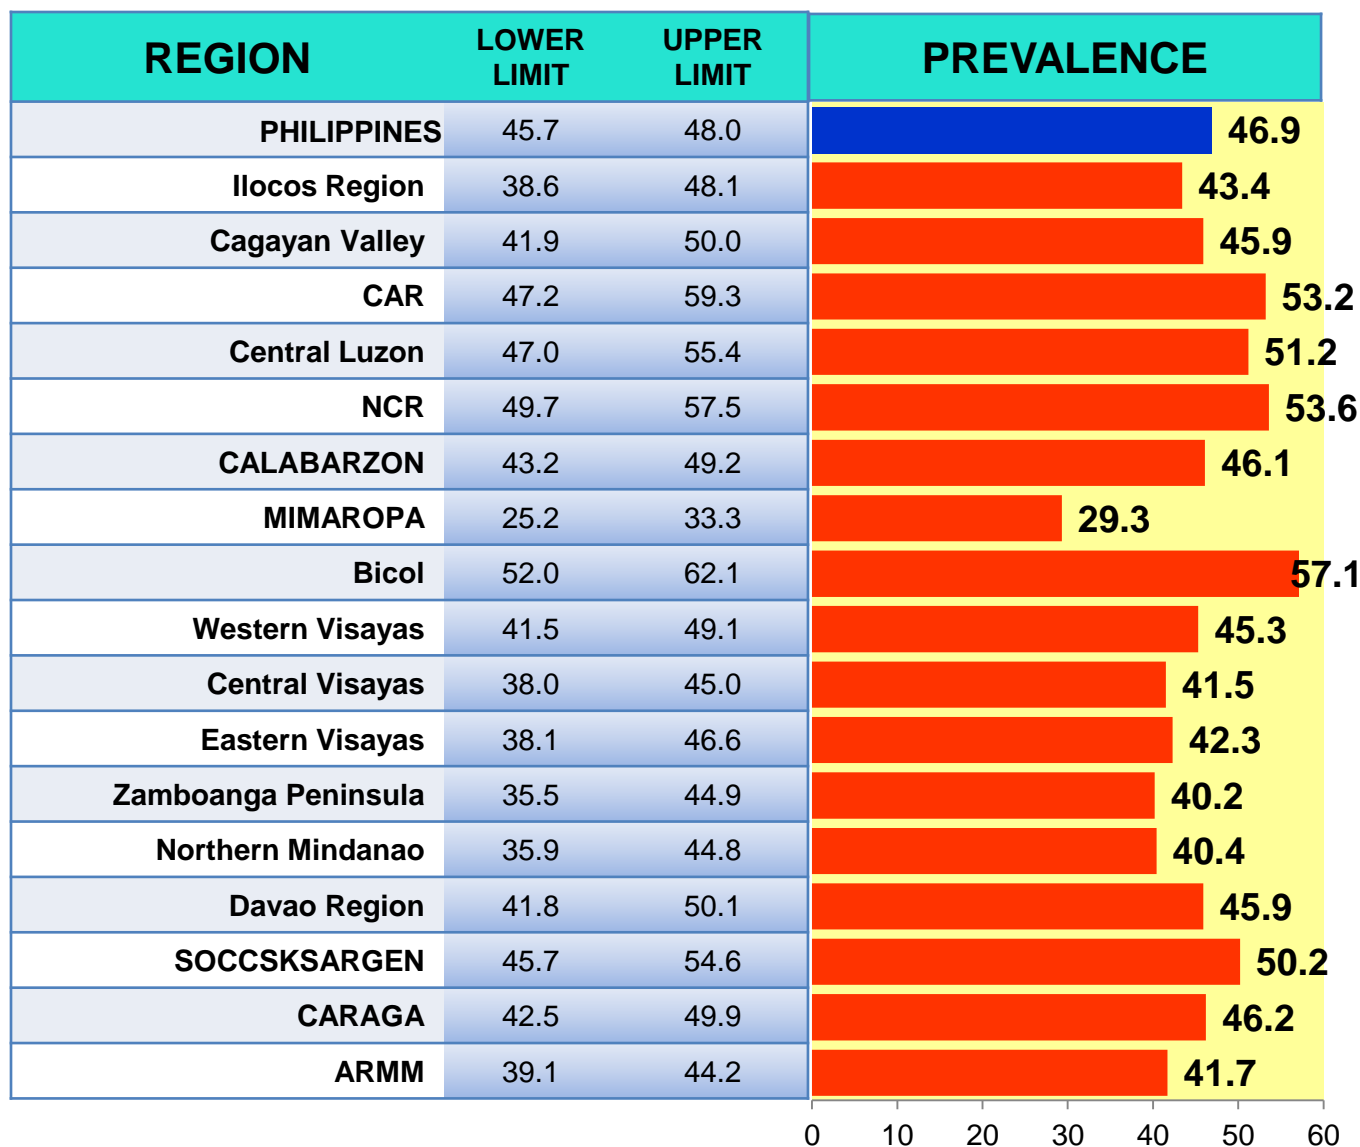 REGION LOWER LIMIT UPPER LIMIT PREVALENCE
PHILIPPINES 45.7 48.0 46.9
Ilocos Region 38.6 48.1 43.4
Cagayan Valley 41.9 50.0 45.9
CAR 47.2 59.3 53.2
Central Luzon 47.0 55.4 51.2
NCR 49.7 57.5 53.6
CALABARZON 43.2 49.2 46.1
MIMAROPA 25.2 33.3 29.3
Bicol 52.0 62.1 57.1
Western Visayas 41.5 49.1 45.3
Central Visayas 38.0 45.0 41.5
Eastern Visayas 38.1 46.6 42.3
Zamboanga Peninsula 35.5 44.9 40.2
Northern Mindanao 35.9 44.8 40.4
Davao Region 41.8 50.1 45.9
SOCCSKSARGEN 45.7 54.6 50.2
CARAGA 42.5 49.9 46.2
ARMM 39.1 44.2 41.7
0 10 20 30 40 50 60